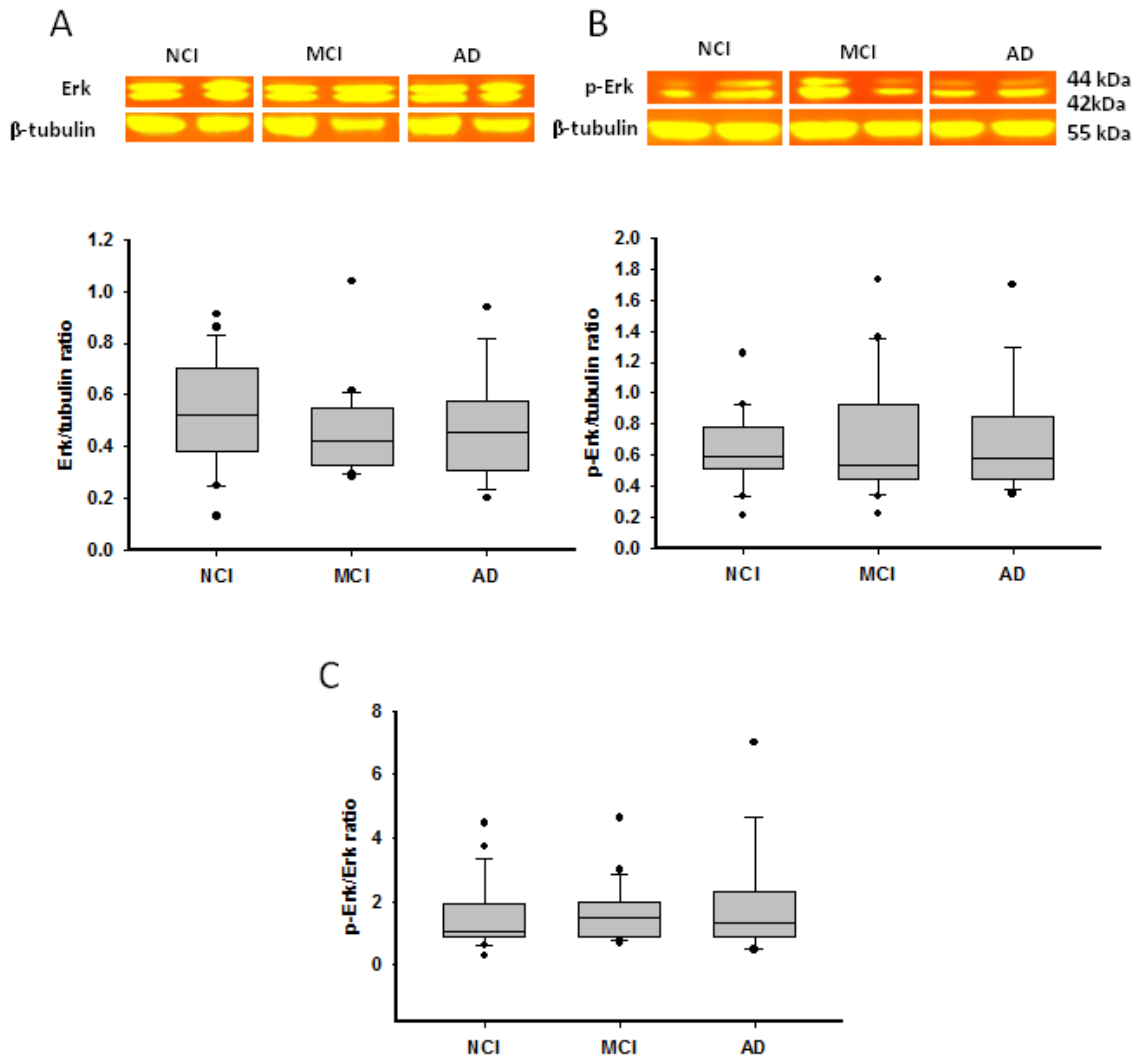 A
B
NCI MCI AD
NCI MCI AD
Erk
p-Erk
44 kDa
42kDa
β-tubulin
β-tubulin
55 kDa
Erk/tubulin ratio
1.2
1.0
0.8
0.6
0.4
0.2
0.0
NCI MCI AD
p-Erk/tubulin ratio
2.0
1.8
1.6
1.4
1.2
1.0
0.8
0.6
0.4
0.2
0.0
NCI MCI AD
C
p-Erk/Erk ratio
8
6
4
2
0
NCI MCI AD